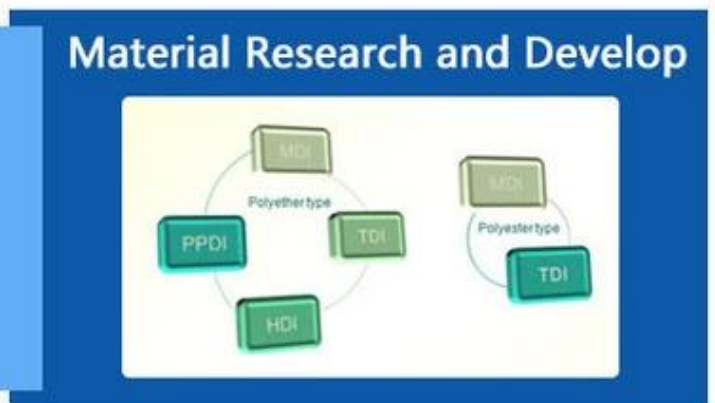 Material Research and Develop
MDI
Polyether type
PPDI
TDI
HDI
MDI
Polyester type
TDI